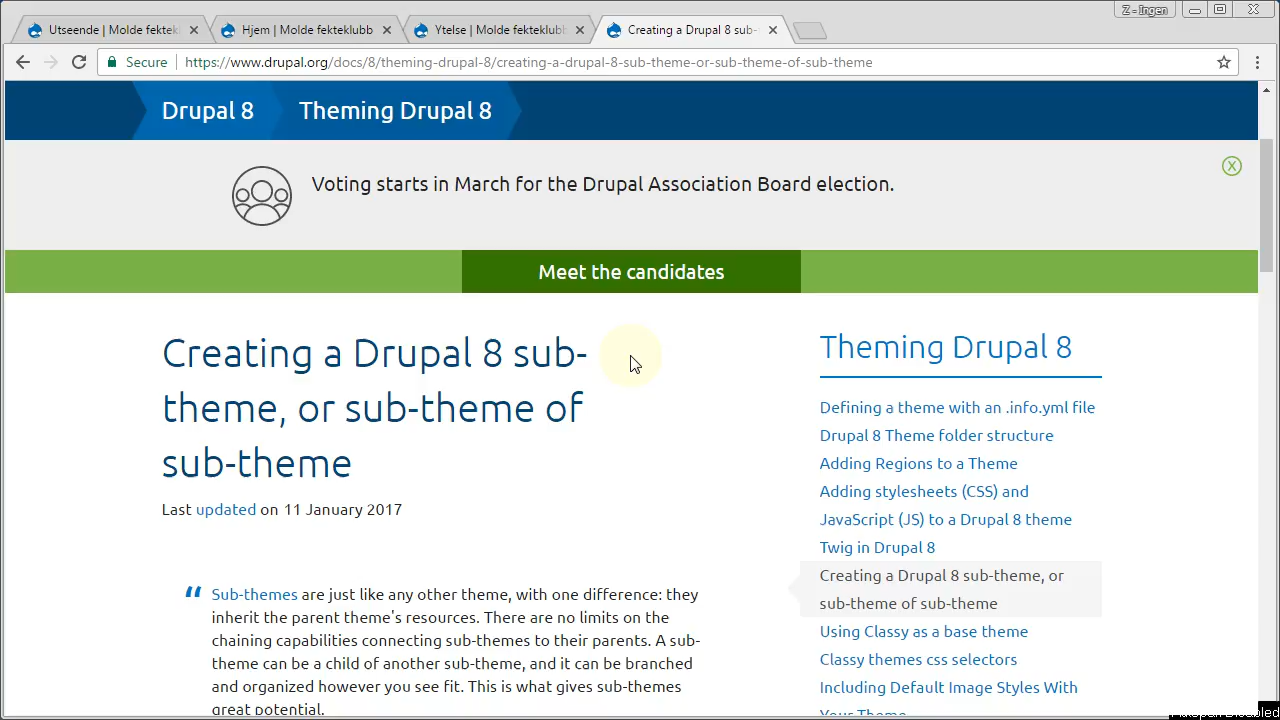 Z - Ingen
Utseende | Molde fektek
Hjem | Molde fekteklubb
Ytelse | Molde fekteklubb
Creating a Drupal 8 sub-
Secure
https://www.drupal.org/docs/8/theming-drupal-8/creating-a-drupal-8-sub-theme-or-sub-theme-of-sub-theme
Drupal 8
Theming Drupal 8
Voting starts in March for the Drupal Association Board election.
X
Meet the candidates
Creating a Drupal 8 sub-
theme, or sub-theme of
sub-theme
Last updated on 11 January 2017
“ Sub-themes are just like any other theme, with one difference: they
inherit the parent theme's resources. There are no limits on the
chaining capabilities connecting sub-themes to their parents. A sub-
theme can be a child of another sub-theme, and it can be branched
and organized however you see fit. This is what gives sub-themes
great potential.
Theming Drupal 8
Defining a theme with an .info.yml file
Drupal 8 Theme folder structure
Adding Regions to a Theme
Adding stylesheets (CSS) and
JavaScript (JS) to a Drupal 8 theme
Twig in Drupal 8
Creating a Drupal 8 sub-theme, or
sub-theme of sub-theme
Using Classy as a base theme
Classy themes css selectors
Including Default Image Styles With
Your Theme
Disabled